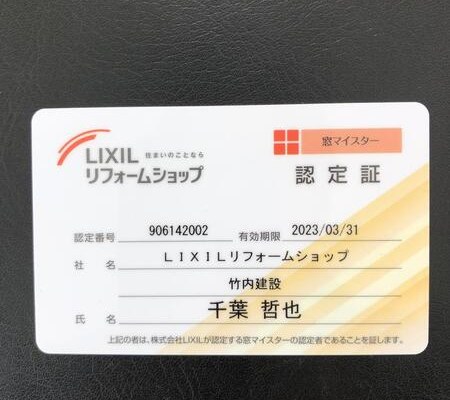 LIXIL 住まいのことなら
リフォームショップ
窓マイスター
認定証
認定番号 906142002 有効期限 2023/03/31
社名 LIXILリフォームショップ
竹内建設
氏名 千葉 哲也
上記の者は、株式会社LIXILが認定する窓マイスターの認定者であることを証します。